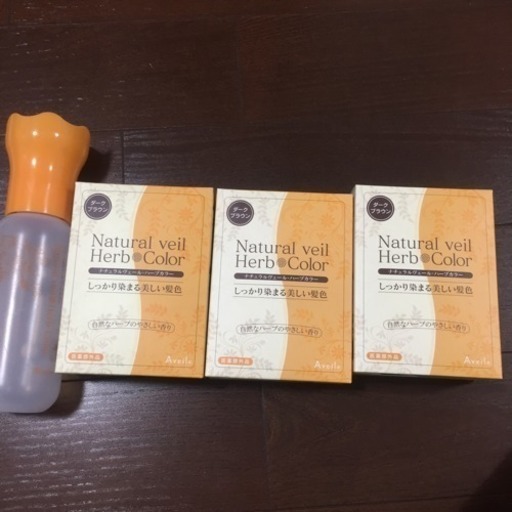 ダーク
ブラウン
Natural veil
Herb Color
ナチュラルヴェール・ハーブカラー
しっかり染まる美しい髪色
自然なハーブのやさしい香り
医薬部外品
ダーク
ブラウン
Natural veil
Herb Color
ナチュラルヴェール・ハーブカラー
しっかり染まる美しい髪色
自然なハーブのやさしい香り
医薬部外品
ダーク
ブラウン
Natural veil
Herb Color
ナチュラルヴェール・ハーブカラー
しっかり染まる美しい髪色
自然なハーブのやさしい香り
医薬部外品